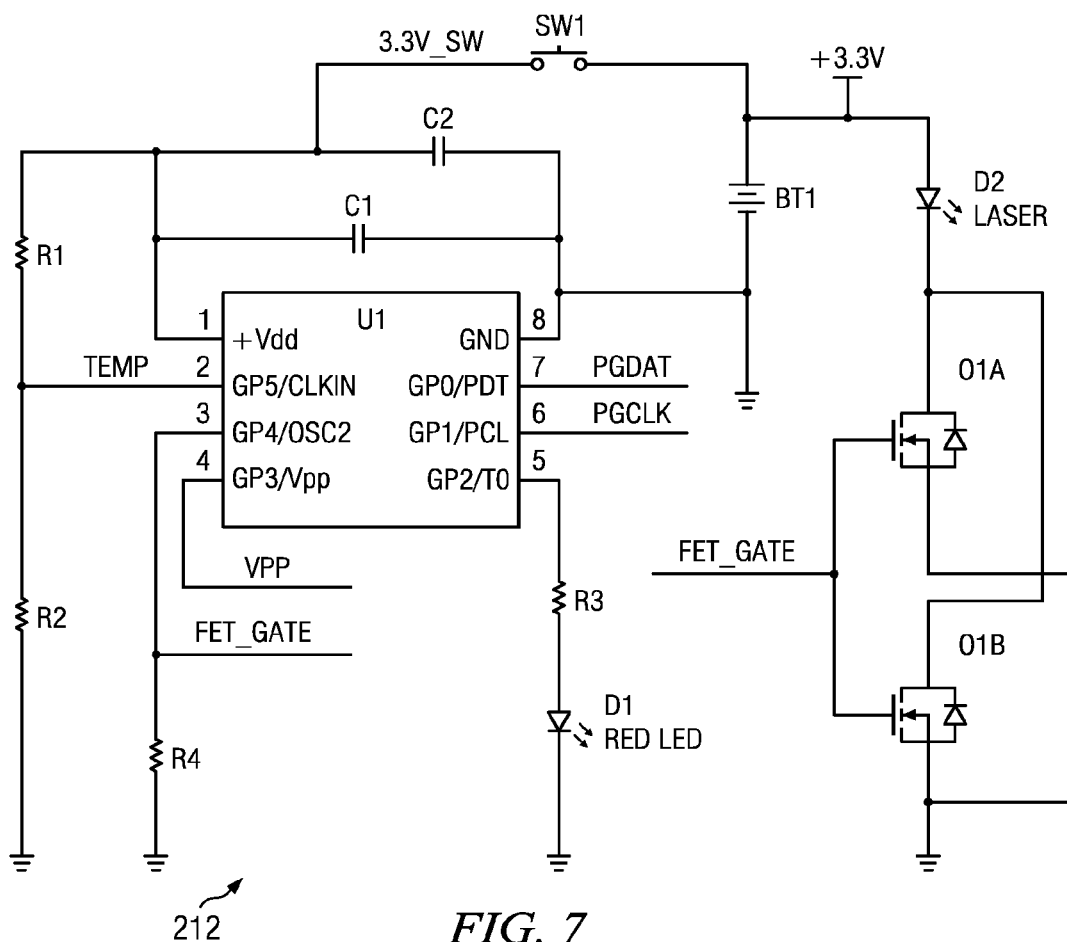 SW1
3.3V_SW
+3.3V
C2
D2
LASER
BT1
C1
R1
U1
1
+Vdd
8
GND
TEMP
2
GP5/CLKIN
7
GP0/PDT
PGDAT
3
GP4/OSC2
6
GP1/PCL
PGCLK
4
GP3/Vpp
5
GP2/T0
O1A
VPP
FET_GATE
R3
R2
FET_GATE
O1B
D1
RED LED
R4
212
FIG. 7